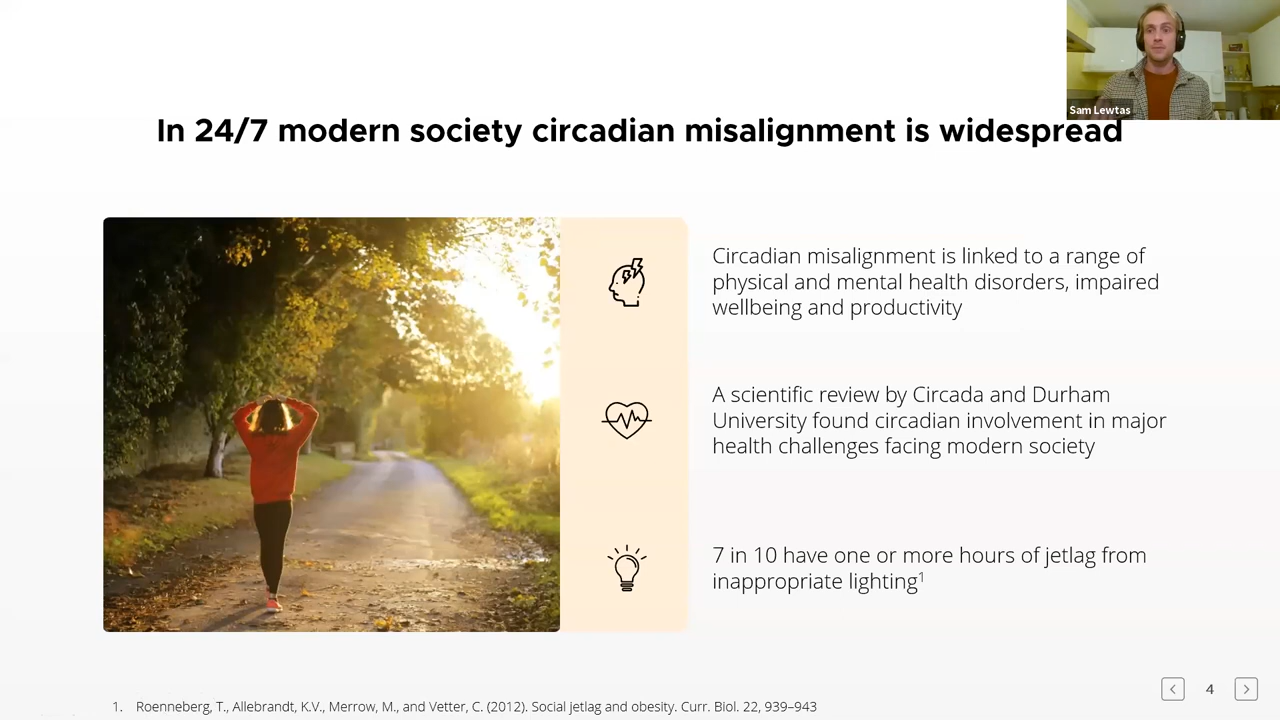 Sam Lewtas
In 24/7 modern society circadian misalignment is widespread
Circadian misalignment is linked to a range of
physical and mental health disorders, impaired
wellbeing and productivity
A scientific review by Circada and Durham
University found circadian involvement in major
health challenges facing modern society
7 in 10 have one or more hours of jetlag from
inappropriate lighting¹
4
1. Roenneberg, T., Allebrandt, K.V., Merrow, M., and Vetter, C. (2012). Social jetlag and obesity. Curr. Biol. 22, 939–943